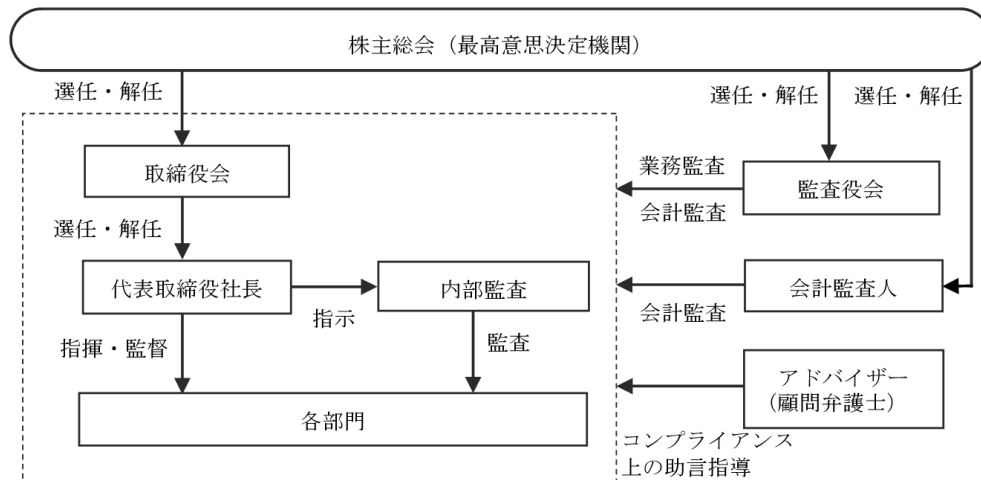 株主総会（最高意思決定機関）
選任・解任
選任・解任
選任・解任
取締役会
業務監査
会計監査
監査役会
選任・解任
代表取締役社長
指示
内部監査
会計監査
会計監査人
指揮・監督
監査
各部門
アドバイザー
（顧問弁護士）
コンプライアンス
上の助言指導